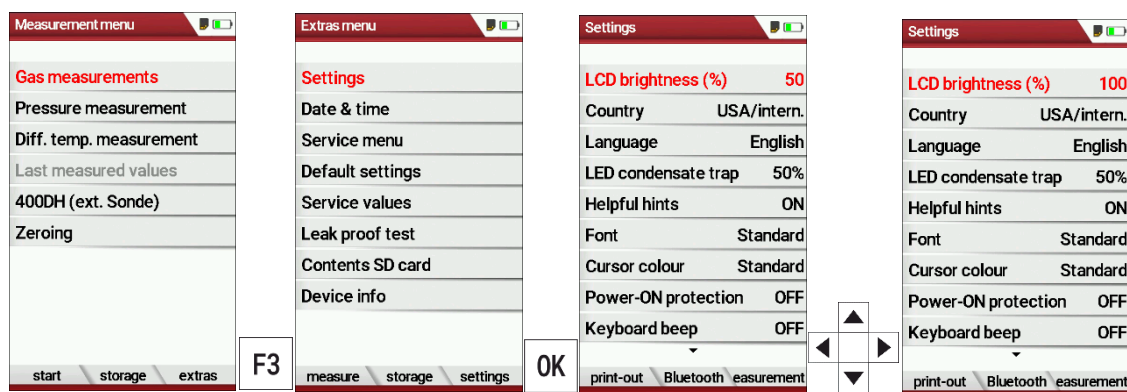 Measurement menu
Gas measurements
Pressure measurement
Diff. temp. measurement
Last measured values
400DH (ext. Sonde)
Zeroing
start storage extras
F3
Extras menu
Settings
Date & time
Service menu
Default settings
Service values
Leak proof test
Contents SD card
Device info
measure storage settings
OK
Settings
LCD brightness (%) 50
Country USA/intern.
Language English
LED condensate trap 50%
Helpful hints ON
Font Standard
Cursor colour Standard
Power-ON protection OFF
Keyboard beep OFF
print-out Bluetooth easurement
Settings
LCD brightness (%) 100
Country USA/intern.
Language English
LED condensate trap 50%
Helpful hints ON
Font Standard
Cursor colour Standard
Power-ON protection OFF
Keyboard beep OFF
print-out Bluetooth easurement